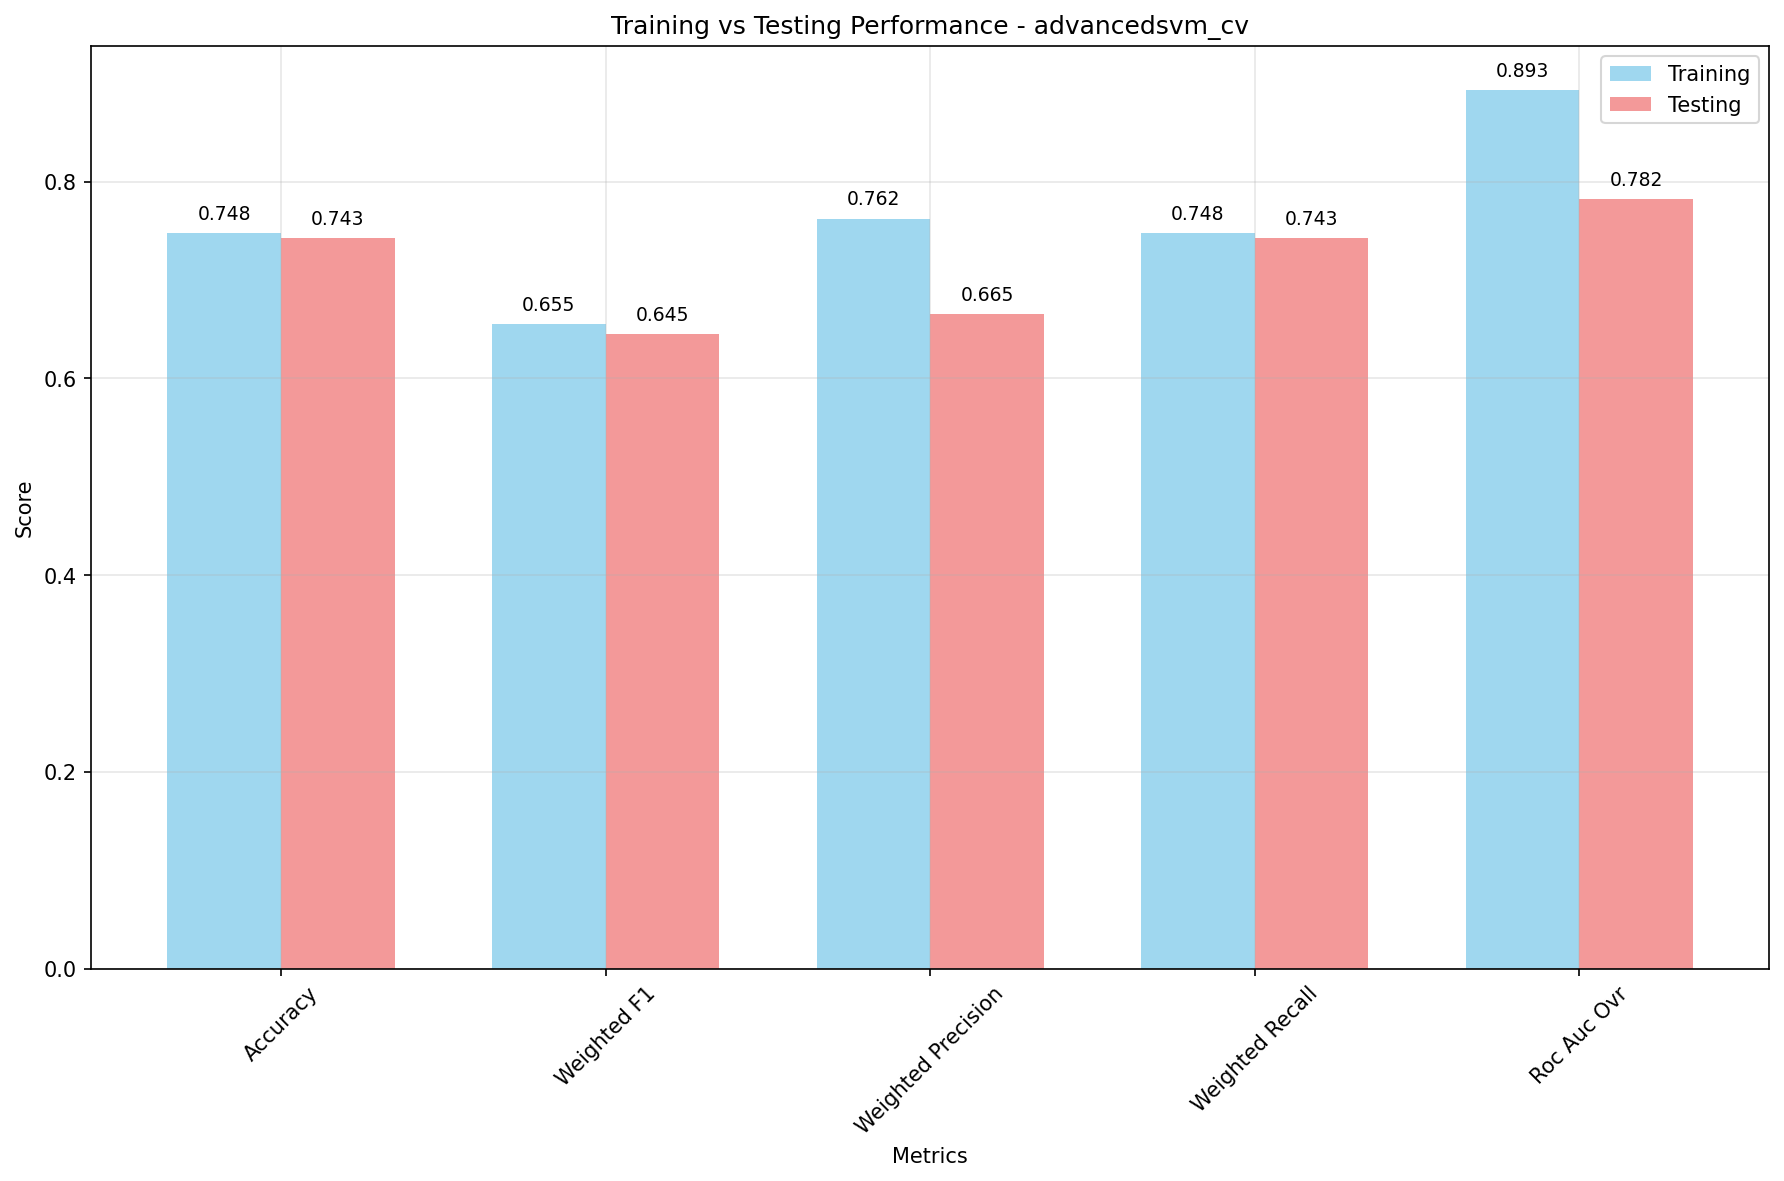 Training vs Testing Performance - advancedsvm_cv
Training
Testing
0.893
0.782
0.748
0.743
0.655
0.645
0.762
0.665
0.748
0.743
0.8
0.6
0.4
0.2
0.0
Score
Accuracy
Weighted F1
Weighted Precision
Weighted Recall
Roc Auc Ovr
Metrics